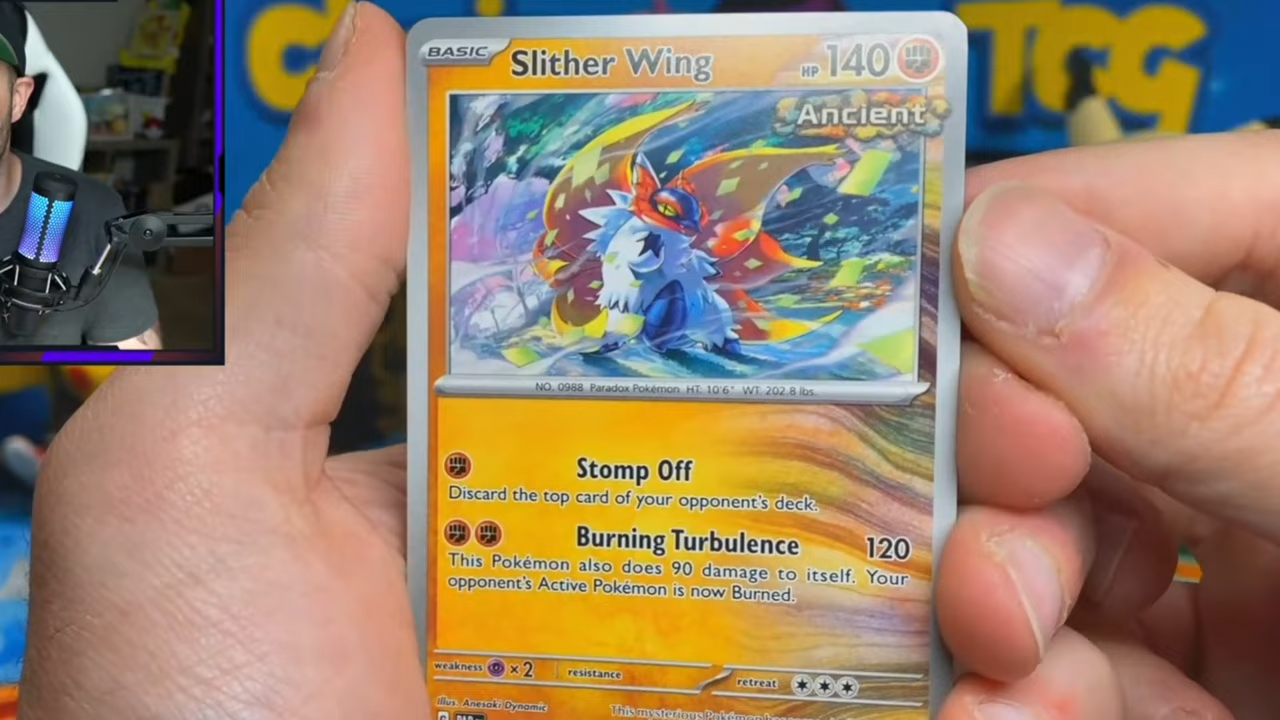 TCG
BASIC Slither Wing HP 140
Ancient
NO. 0988 Paradox Pokémon HT: 10'6" WT: 202.8 lbs.
Stomp Off
Discard the top card of your opponent's deck.
Burning Turbulence 120
This Pokémon also does 90 damage to itself. Your
opponent's Active Pokémon is now Burned.
weakness ×2 resistance retreat
Illus. Anesaki Dynamic
This mysterious Pokémon